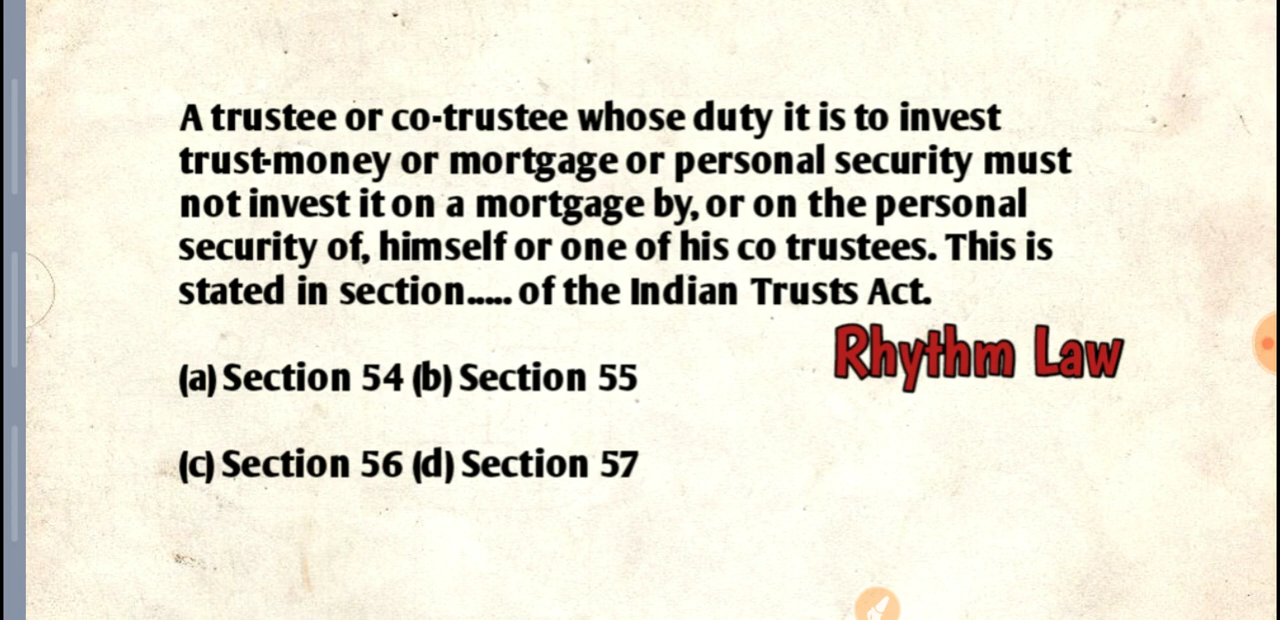 A trustee or co-trustee whose duty it is to invest
trust-money or mortgage or personal security must
not invest it on a mortgage by, or on the personal
security of, himself or one of his co trustees. This is
stated in section..... of the Indian Trusts Act.
Rhythm Law
(a) Section 54 (b) Section 55
(c) Section 56 (d) Section 57